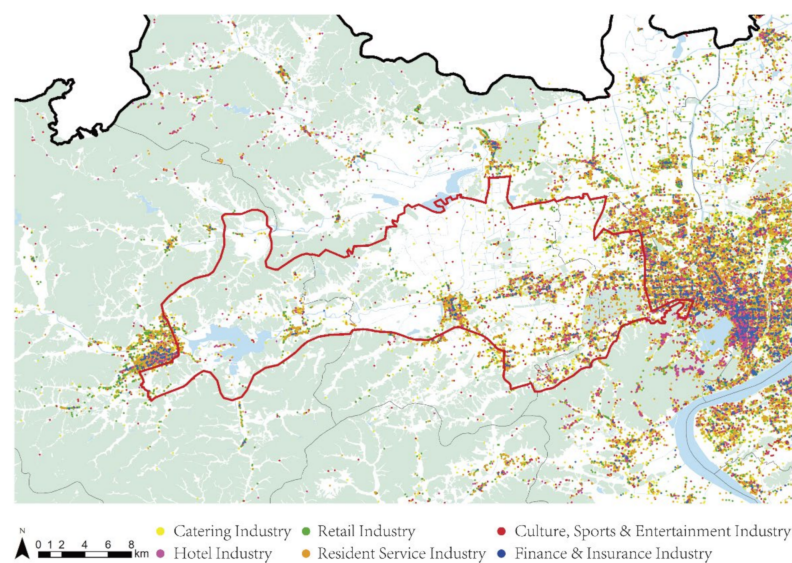 N
0 1 2 4 6 8
km
Catering Industry
Retail Industry
Culture, Sports & Entertainment Industry
Hotel Industry
Resident Service Industry
Finance & Insurance Industry